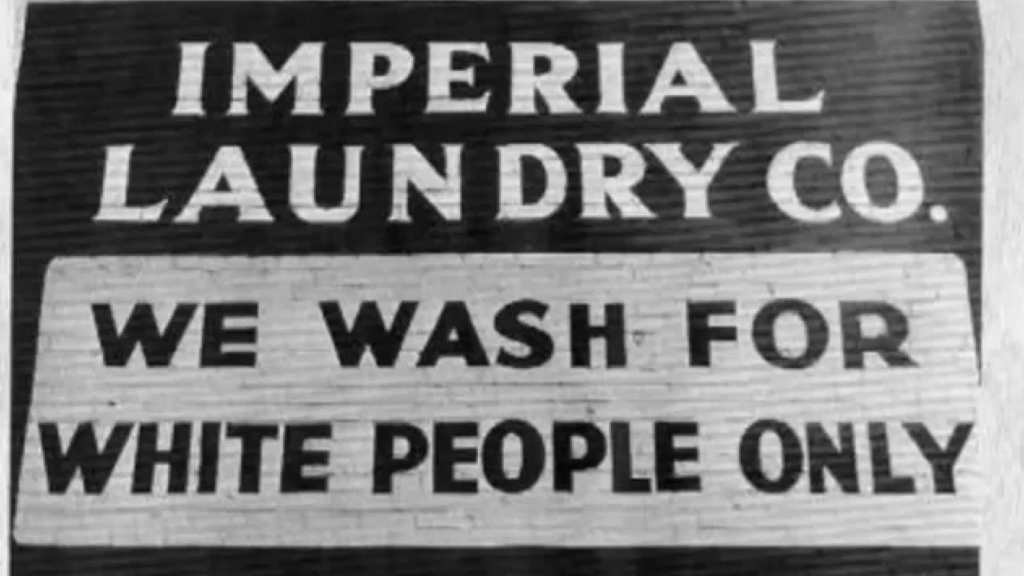 IMPERIAL
LAUNDRY CO.
WE WASH FOR
WHITE PEOPLE ONLY